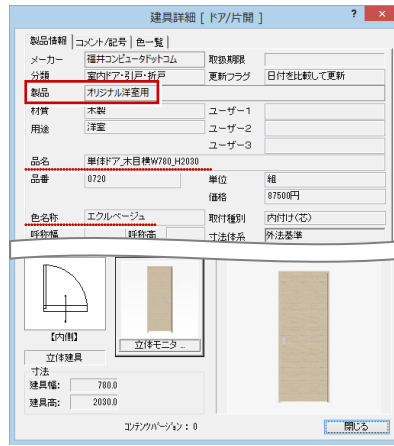 建具詳細 [ ドア/片開 ]
? ×
製品情報 コメント/記号 色一覧
メーカー 福井コンピュータドットコム 取扱期限
分類 室内ドア・引戸・折戸 更新フラグ 日付を比較して更新
製品 オリジナル洋室用
材質 木製 ユーザー1
用途 洋室 ユーザー2
ユーザー3
品名 単体ドア_木目横W780_H2030
品番 0720 単位 組
価格 87500円
色名称 エクルベージュ 取付種別 内付け(芯)
呼称幅 呼称高 寸法体系 外法基準
【内側】
立体建具
立体モニタ ...
寸法
建具幅: 780.0
建具高: 2030.0
コンテンツバージョン : 0
閉じる